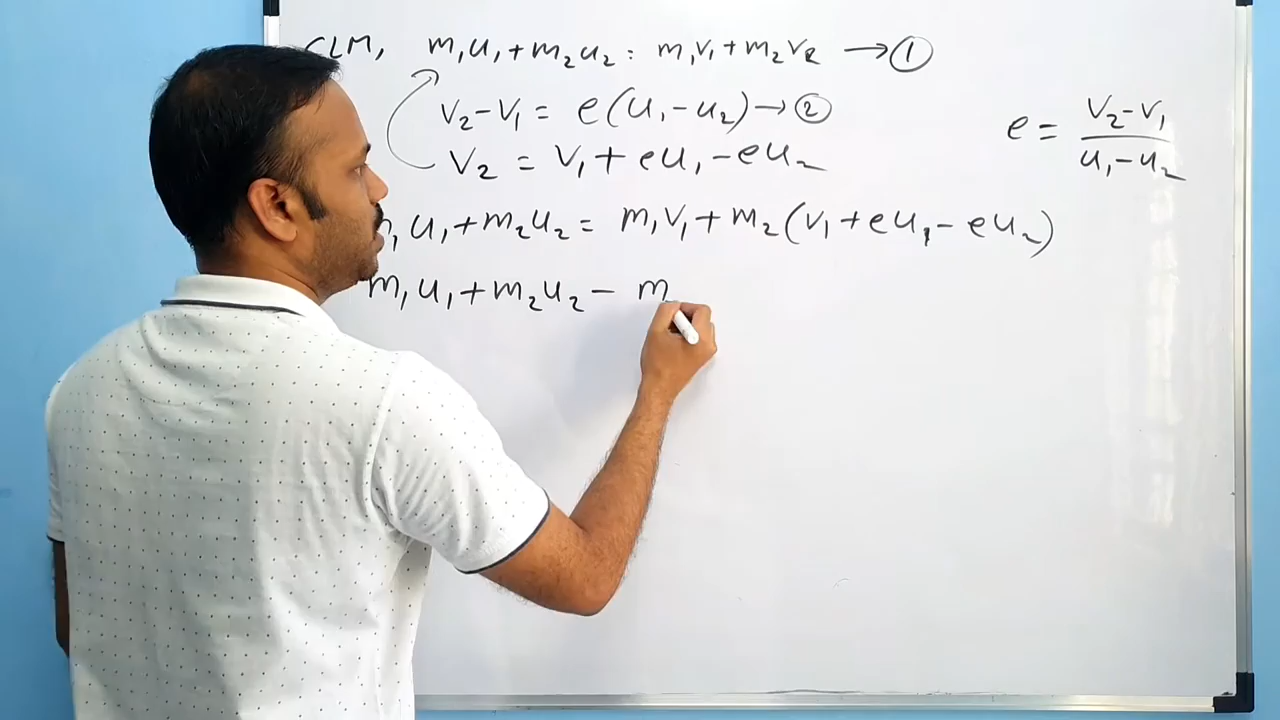 CLM, m₁u₁ + m₂u₂ = m₁v₁ + m₂v₂ → ①
v₂ − v₁ = e(u₁ − u₂) → ②
v₂ = v₁ + eu₁ − eu₂
e = (v₂ − v₁)/(u₁ − u₂)
m₁u₁ + m₂u₂ = m₁v₁ + m₂(v₁ + eu₁ − eu₂)
m₁u₁ + m₂u₂ − m₂